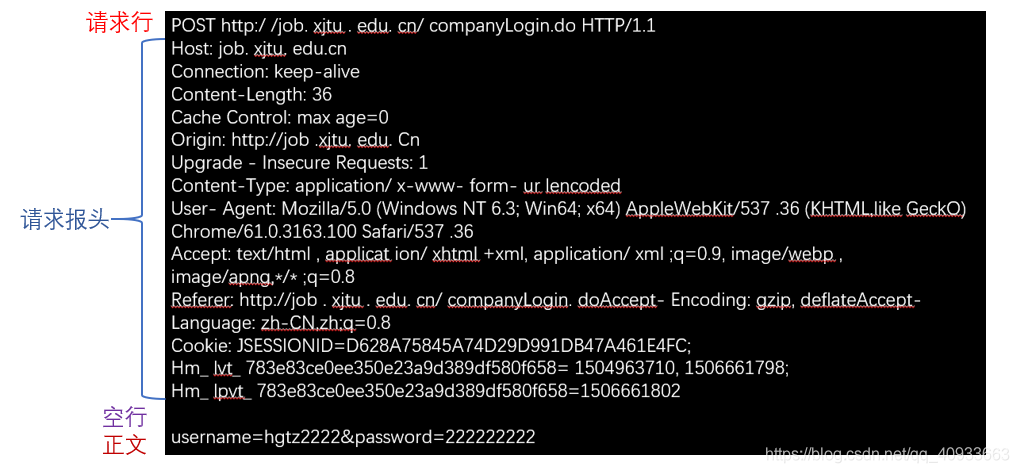 请求行
POST http:/ /job. xjtu . edu. cn/ companyLogin.do HTTP/1.1
Host: job. xjtu. edu.cn
Connection: keep-alive
Content-Length: 36
Cache Control: max age=0
Origin: http://job .xjtu. edu. Cn
Upgrade - Insecure Requests: 1
Content-Type: application/ x-www- form- ur lencoded
请求报头
User- Agent: Mozilla/5.0 (Windows NT 6.3; Win64; x64) AppleWebKit/537 .36 (KHTML,like GeckO)
Chrome/61.0.3163.100 Safari/537 .36
Accept: text/html , applicat ion/ xhtml +xml, application/ xml ;q=0.9, image/webp ,
image/apng,*/* ;q=0.8
Referer: http://job . xjtu . edu. cn/ companyLogin. doAccept- Encoding: gzip, deflateAccept-
Language: zh-CN,zh;q=0.8
Cookie: JSESSIONID=D628A75845A74D29D991DB47A461E4FC;
Hm_ lvt_ 783e83ce0ee350e23a9d389df580f658= 1504963710, 1506661798;
Hm_ lpvt_ 783e83ce0ee350e23a9d389df580f658=1506661802
空行
正文
username=hgtz2222&password=222222222
https://blog.csdn.net/qq_40933663